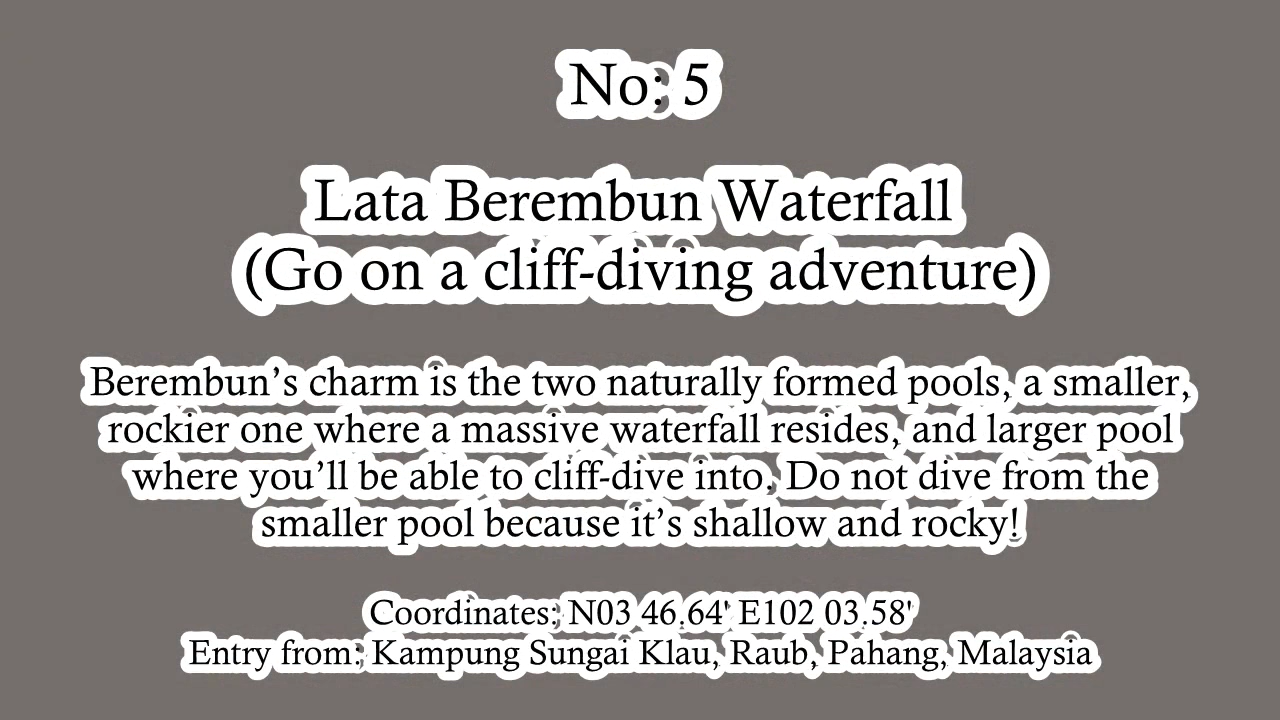 No: 5
Lata Berembun Waterfall
(Go on a cliff-diving adventure)
Berembun’s charm is the two naturally formed pools, a smaller,
rockier one where a massive waterfall resides, and larger pool
where you’ll be able to cliff-dive into. Do not dive from the
smaller pool because it’s shallow and rocky!
Coordinates: N03 46.64' E102 03.58'
Entry from: Kampung Sungai Klau, Raub, Pahang, Malaysia